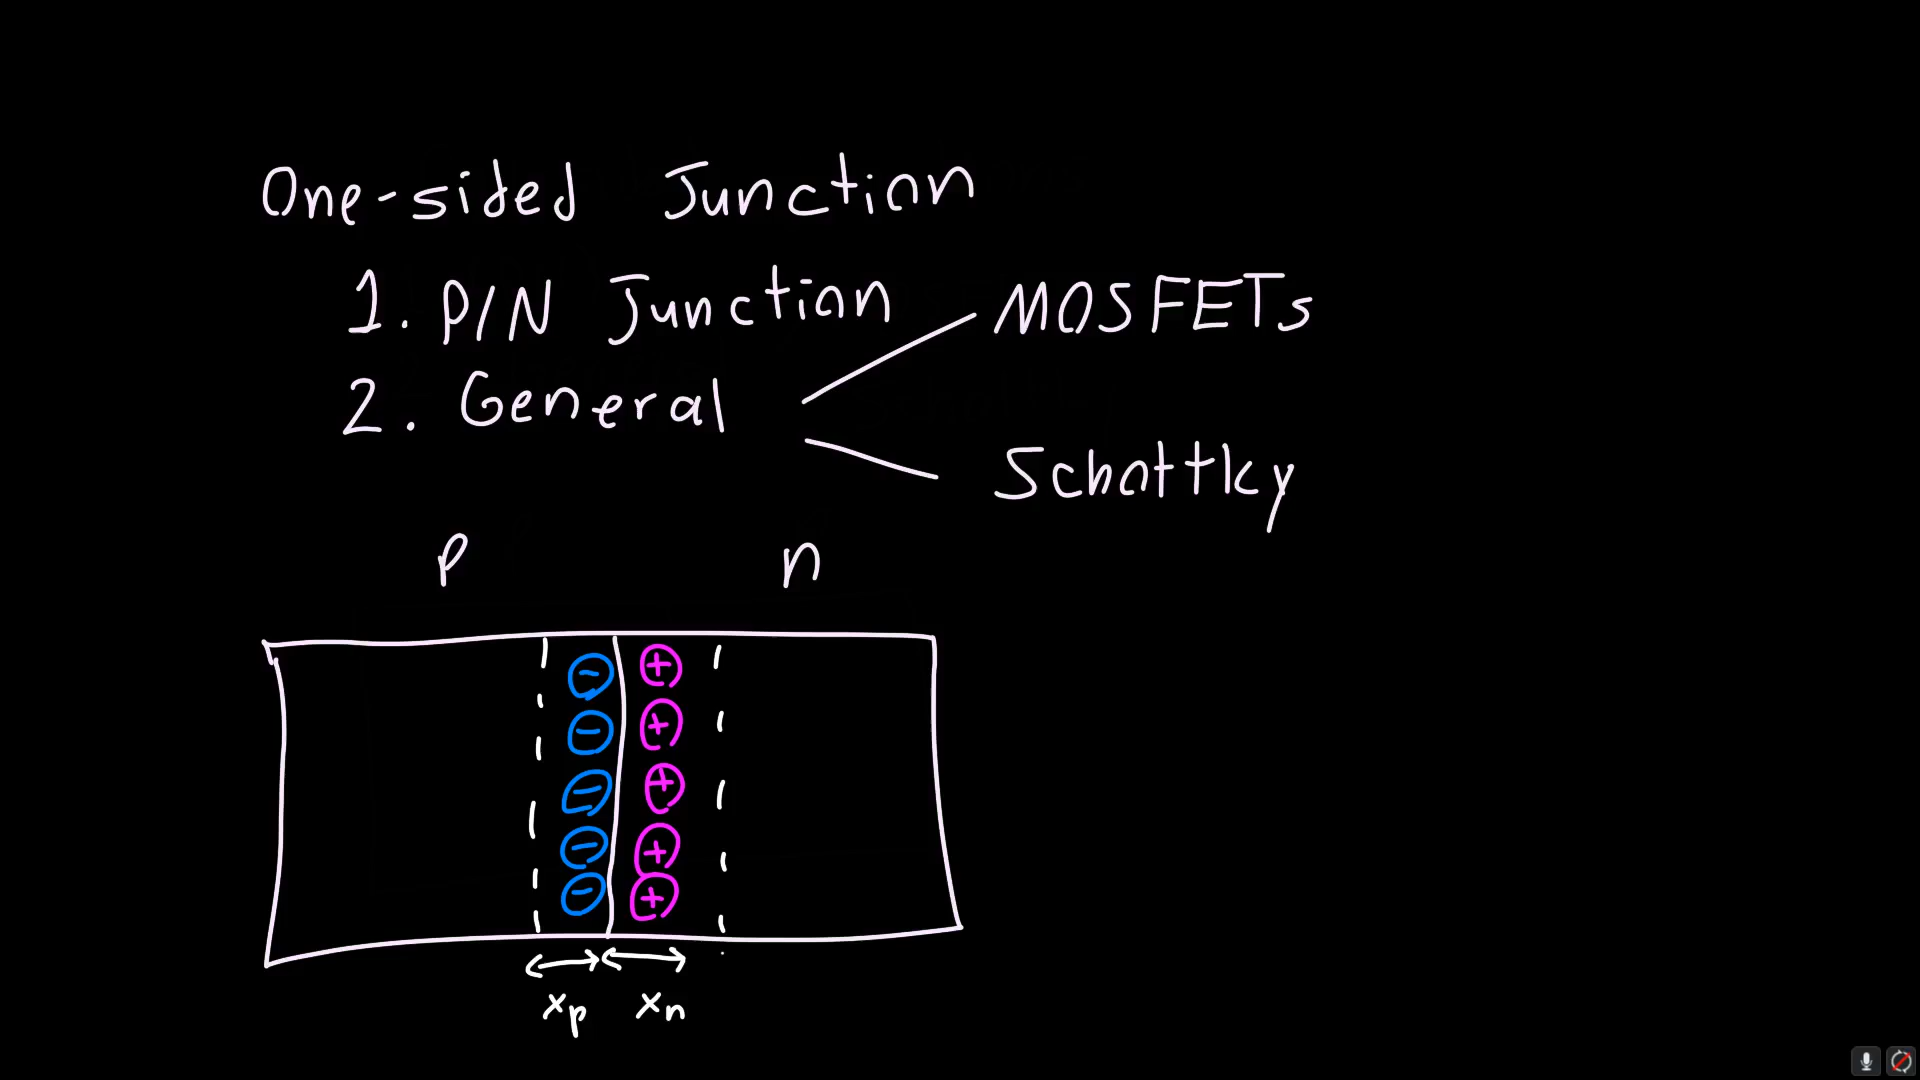 One-sided Junction
1. P/N Junction
MOSFETs
2. General
Schottky
p n
- +
- +
- +
- +
- +
xp xn